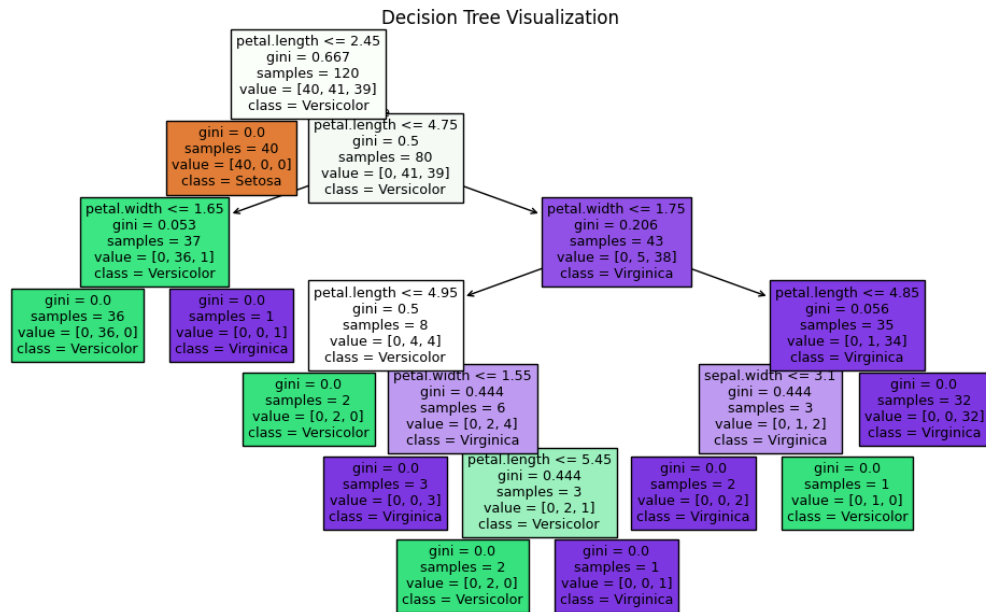 Decision Tree Visualization
petal.length <= 2.45
gini = 0.667
samples = 120
value = [40, 41, 39]
class = Versicolor
gini = 0.0
samples = 40
value = [40, 0, 0]
class = Setosa
petal.length <= 4.75
gini = 0.5
samples = 80
value = [0, 41, 39]
class = Versicolor
petal.width <= 1.65
gini = 0.053
samples = 37
value = [0, 36, 1]
class = Versicolor
petal.width <= 1.75
gini = 0.206
samples = 43
value = [0, 5, 38]
class = Virginica
gini = 0.0
samples = 36
value = [0, 36, 0]
class = Versicolor
gini = 0.0
samples = 1
value = [0, 0, 1]
class = Virginica
petal.length <= 4.95
gini = 0.5
samples = 8
value = [0, 4, 4]
class = Versicolor
petal.length <= 4.85
gini = 0.056
samples = 35
value = [0, 1, 34]
class = Virginica
gini = 0.0
samples = 2
value = [0, 2, 0]
class = Versicolor
petal.width <= 1.55
gini = 0.444
samples = 6
value = [0, 2, 4]
class = Virginica
sepal.width <= 3.1
gini = 0.444
samples = 3
value = [0, 1, 2]
class = Virginica
gini = 0.0
samples = 32
value = [0, 0, 32]
class = Virginica
gini = 0.0
samples = 3
value = [0, 0, 3]
class = Virginica
petal.length <= 5.45
gini = 0.444
samples = 3
value = [0, 2, 1]
class = Versicolor
gini = 0.0
samples = 2
value = [0, 0, 2]
class = Virginica
gini = 0.0
samples = 1
value = [0, 1, 0]
class = Versicolor
gini = 0.0
samples = 2
value = [0, 2, 0]
class = Versicolor
gini = 0.0
samples = 1
value = [0, 0, 1]
class = Virginica